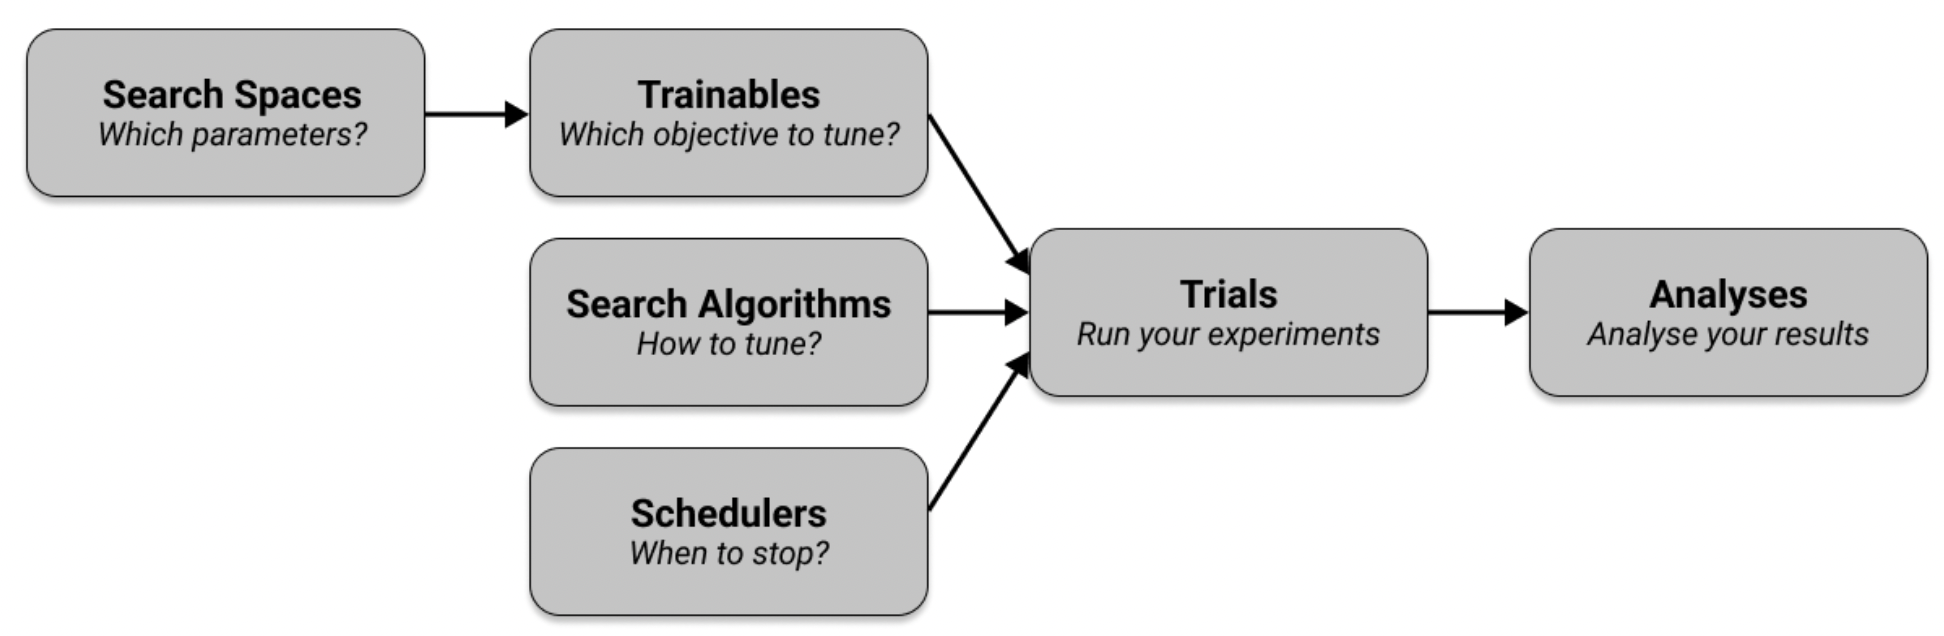 Search Spaces
Which parameters?
Trainables
Which objective to tune?
Search Algorithms
How to tune?
Schedulers
When to stop?
Trials
Run your experiments
Analyses
Analyse your results